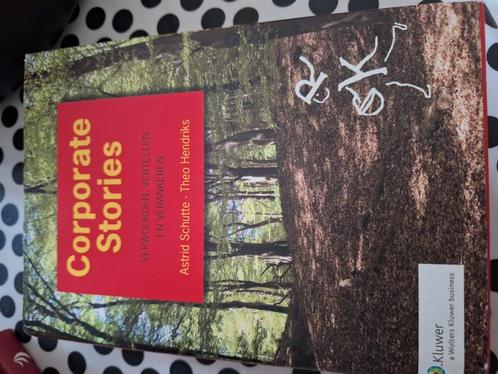 Corporate
Stories
VERWOORDEN, VERTELLEN
EN VERANKEREN
Astrid Schutte · Theo Hendriks
Kluwer
a Wolters Kluwer business